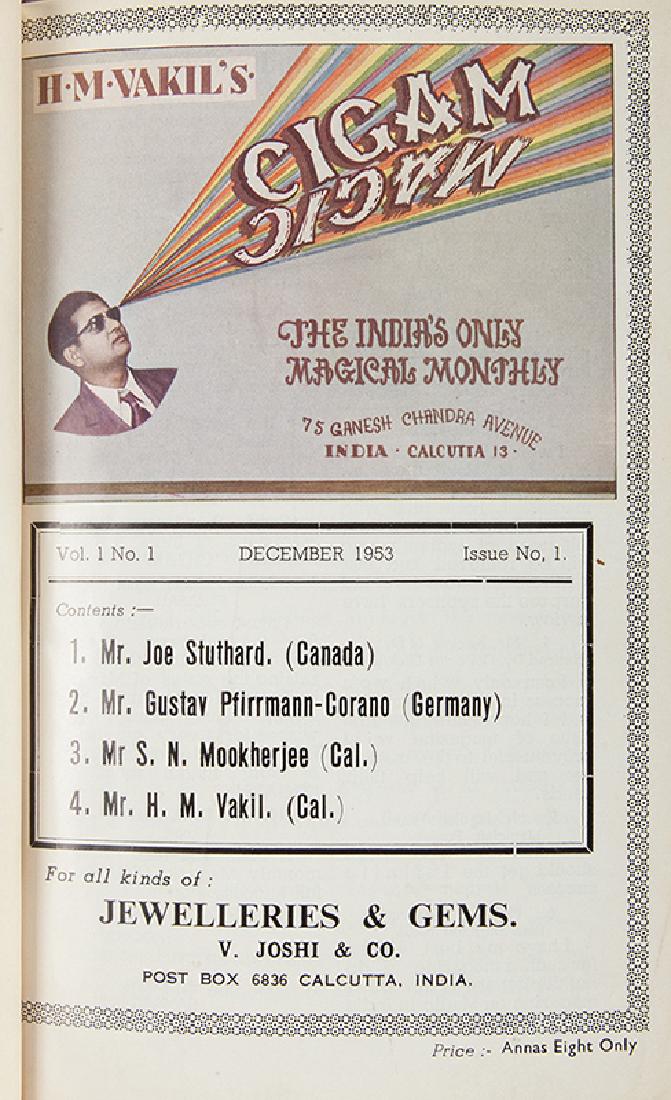 H·M·VAKIL'S·
CIGAM
MAGIC
THE INDIA'S ONLY
MAGICAL MONTHLY
75 GANESH CHANDRA AVENUE
INDIA · CALCUTTA 13 ·
Vol. 1 No. 1 DECEMBER 1953 Issue No, 1.
Contents :—
1. Mr. Joe Stuthard. (Canada)
2. Mr. Gustav Pfirrmann-Corano (Germany)
3. Mr S. N. Mookherjee (Cal.)
4. Mr. H. M. Vakil. (Cal.)
For all kinds of :
JEWELLERIES & GEMS.
V. JOSHI & CO.
POST BOX 6836 CALCUTTA, INDIA.
Price :- Annas Eight Only